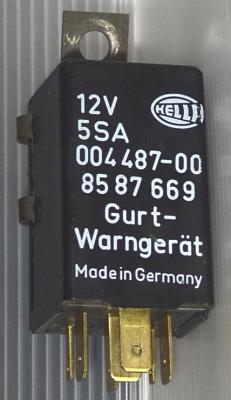 12V
HELLA
5SA
004 487-00
85 87 669
Gurt-
Warngerät
Made in Germany